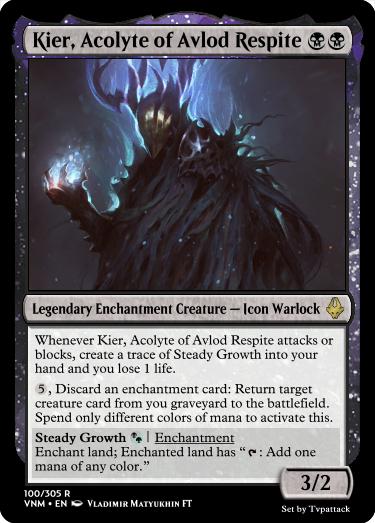 Kier, Acolyte of Avlod Respite
Legendary Enchantment Creature — Icon Warlock
Whenever Kier, Acolyte of Avlod Respite attacks or
blocks, create a trace of Steady Growth into your
hand and you lose 1 life.
5, Discard an enchantment card: Return target
creature card from you graveyard to the battlefield.
Spend only different colors of mana to activate this.
Steady Growth | Enchantment
Enchant land; Enchanted land has “: Add one
mana of any color.”
3/2
100/305 R
VNM • EN Vladimir Matyukhin FT
Set by Tvpattack